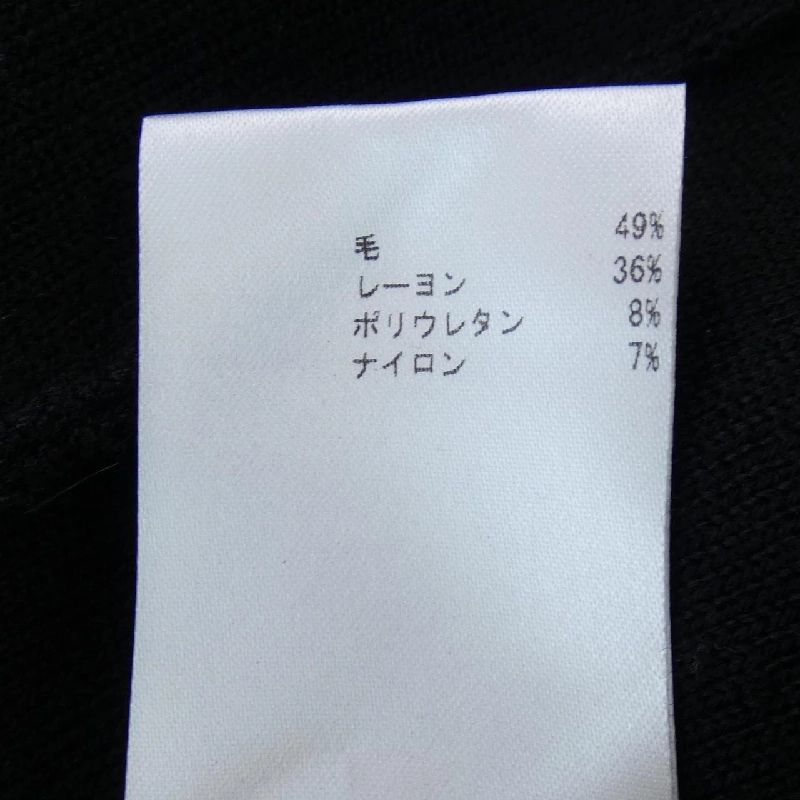 毛 49%
レーヨン 36%
ポリウレタン 8%
ナイロン 7%